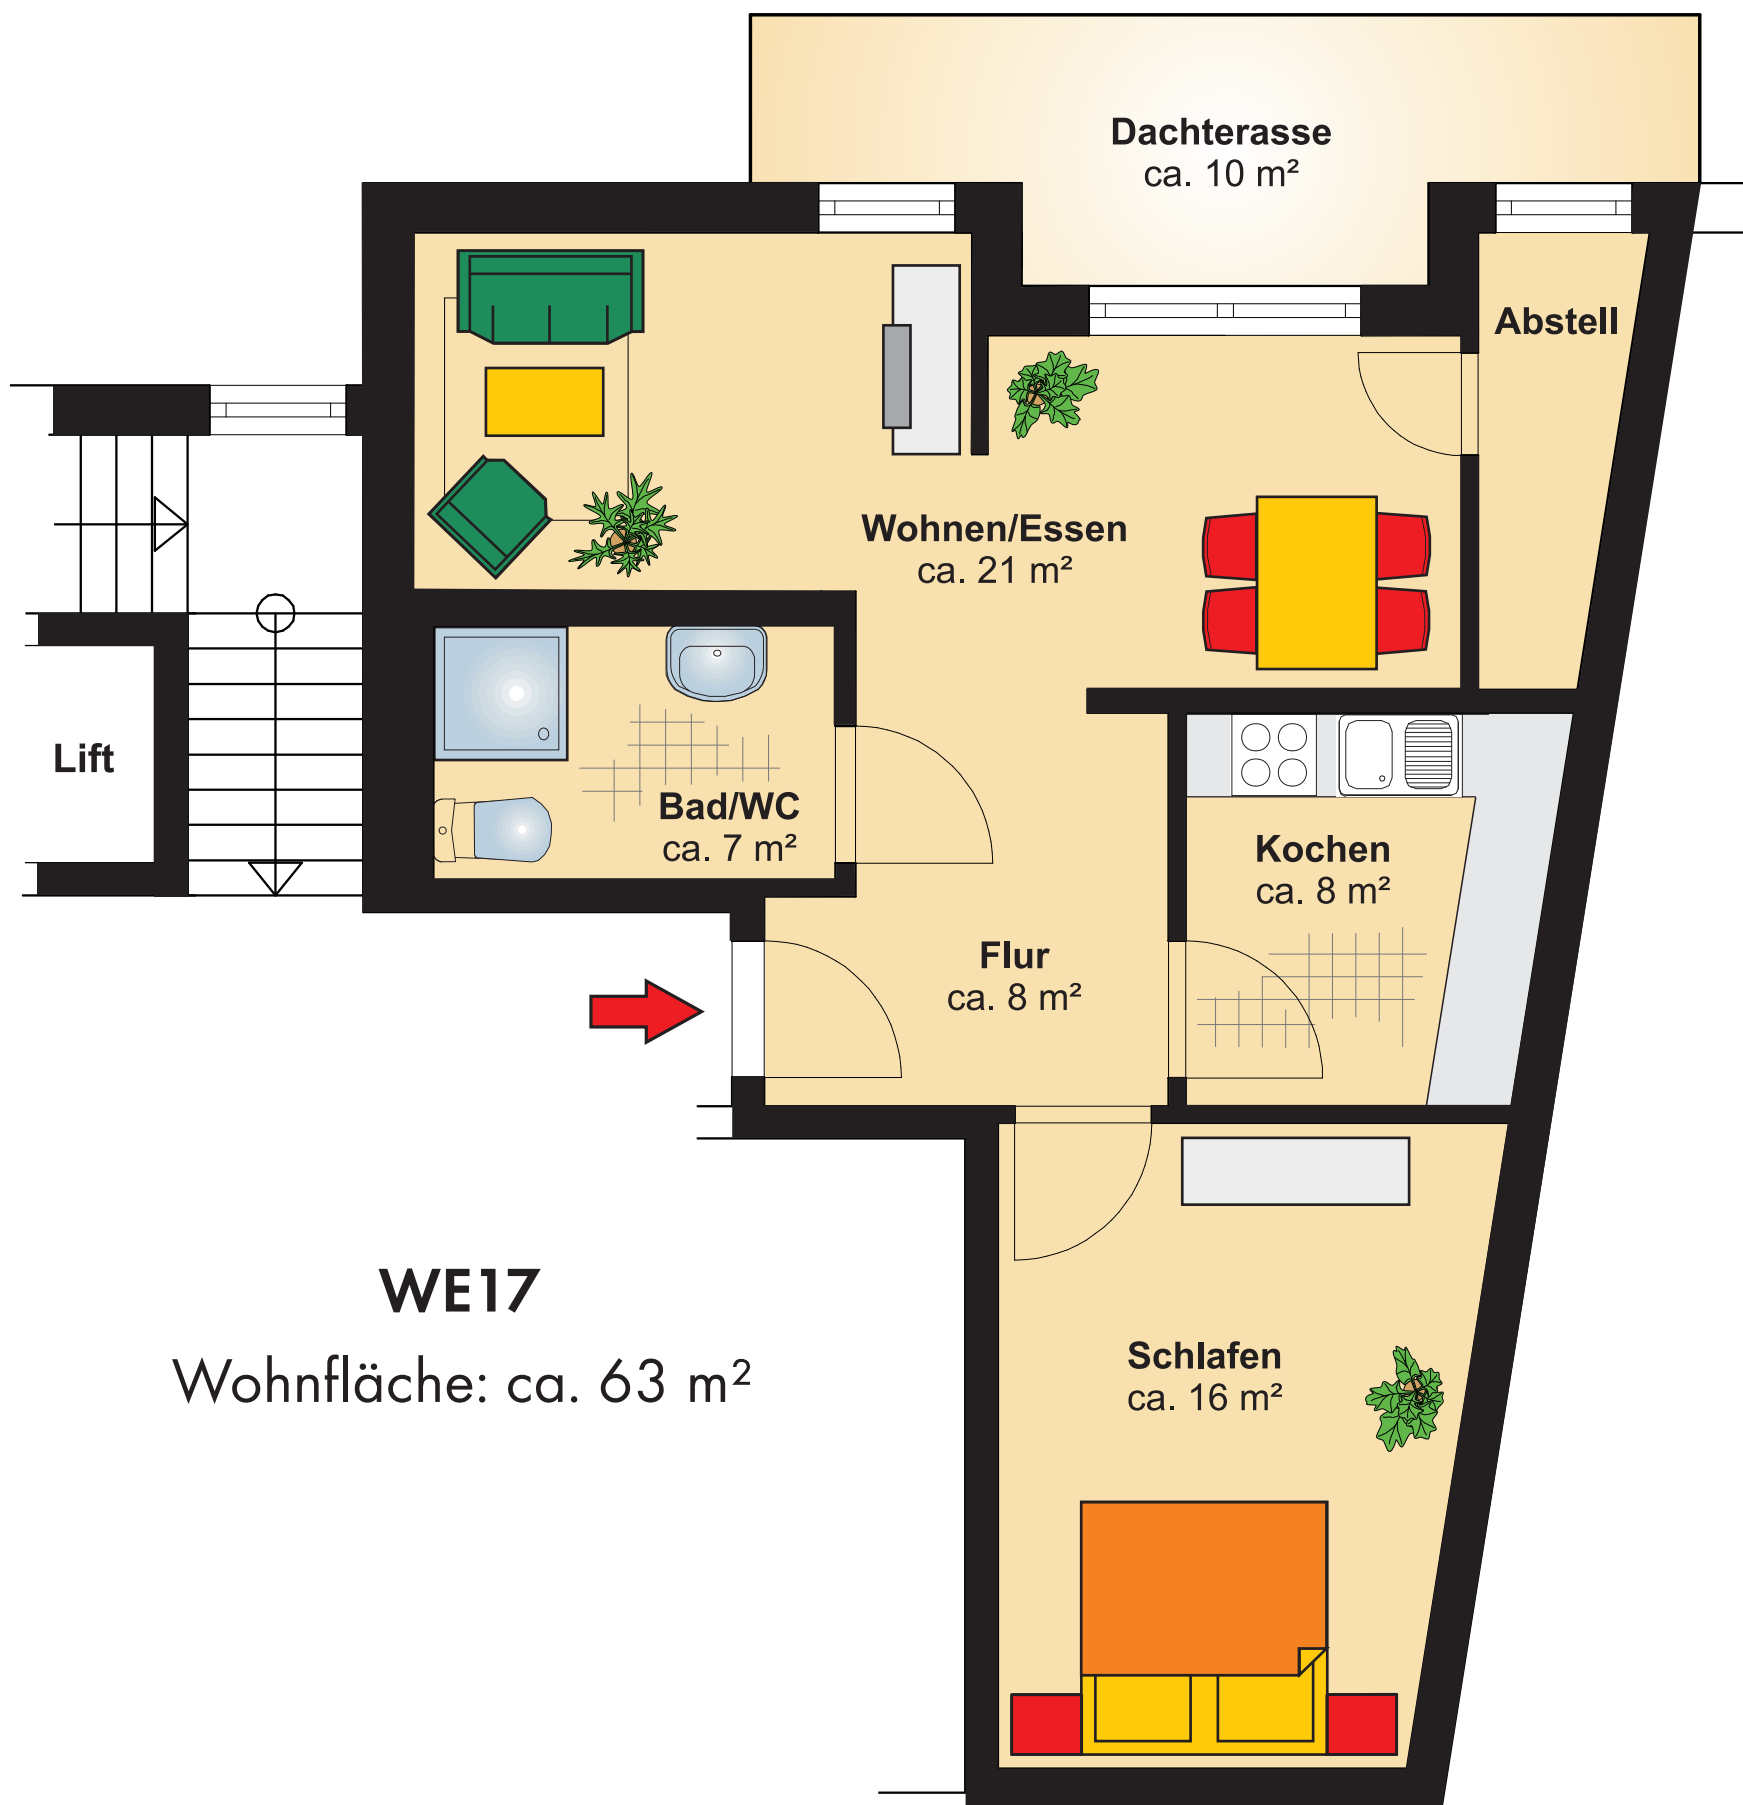 Dachterasse
ca. 10 m²
Abstell
Wohnen/Essen
ca. 21 m²
Lift
Bad/WC
ca. 7 m²
Kochen
ca. 8 m²
Flur
ca. 8 m²
WE17
Wohnfläche: ca. 63 m²
Schlafen
ca. 16 m²